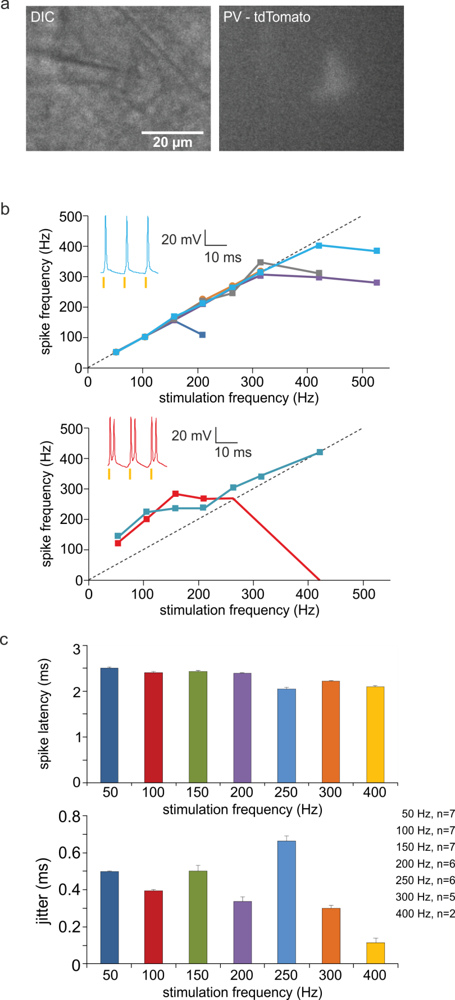 a
DIC
PV - tdTomato
20 µm
b
500
400
300
200
100
0
spike frequency (Hz)
20 mV
10 ms
0 100 200 300 400 500
stimulation frequency (Hz)
500
400
300
200
100
0
spike frequency (Hz)
20 mV
10 ms
0 100 200 300 400 500
stimulation frequency (Hz)
c
3
2
1
0
spike latency (ms)
50 100 150 200 250 300 400
stimulation frequency (Hz)
0.8
0.6
0.4
0.2
0
jitter (ms)
50 100 150 200 250 300 400
stimulation frequency (Hz)
50 Hz, n=7
100 Hz, n=7
150 Hz, n=7
200 Hz, n=6
250 Hz, n=6
300 Hz, n=5
400 Hz, n=2